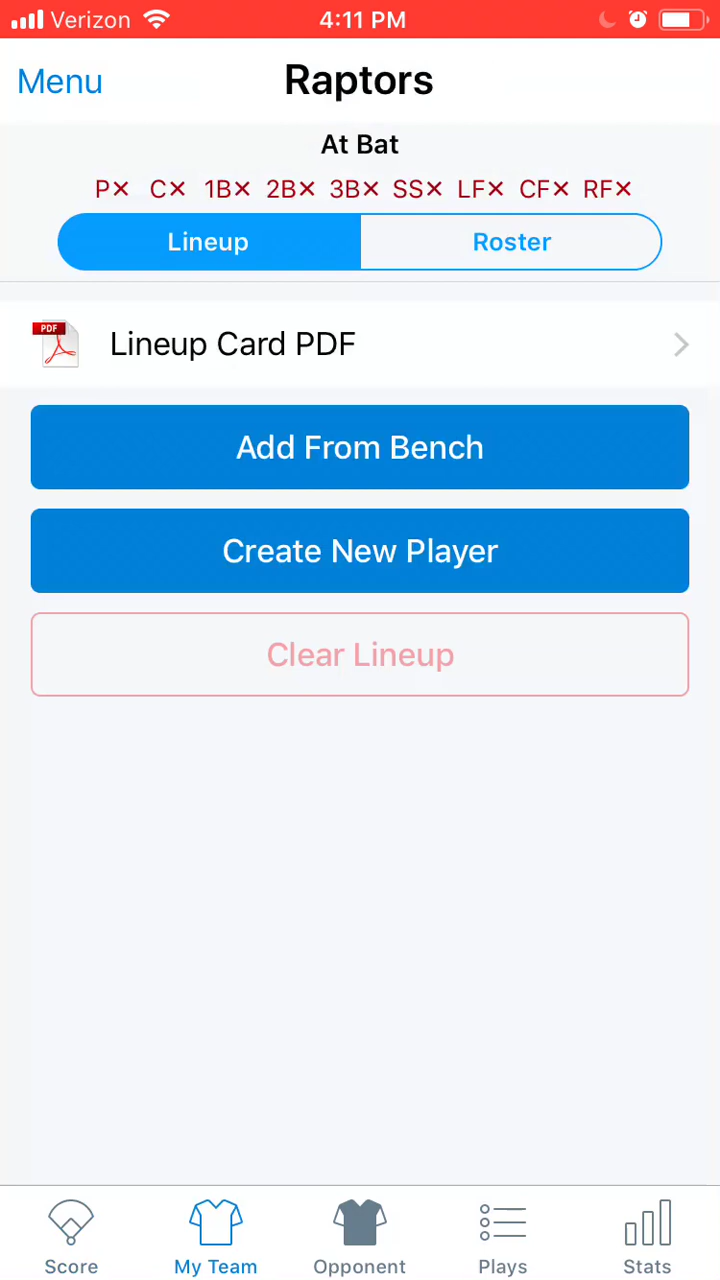 Verizon 4:11 PM
Menu Raptors
At Bat
P× C× 1B× 2B× 3B× SS× LF× CF× RF×
Lineup Roster
PDF Lineup Card PDF
Add From Bench
Create New Player
Clear Lineup
Score My Team Opponent Plays Stats